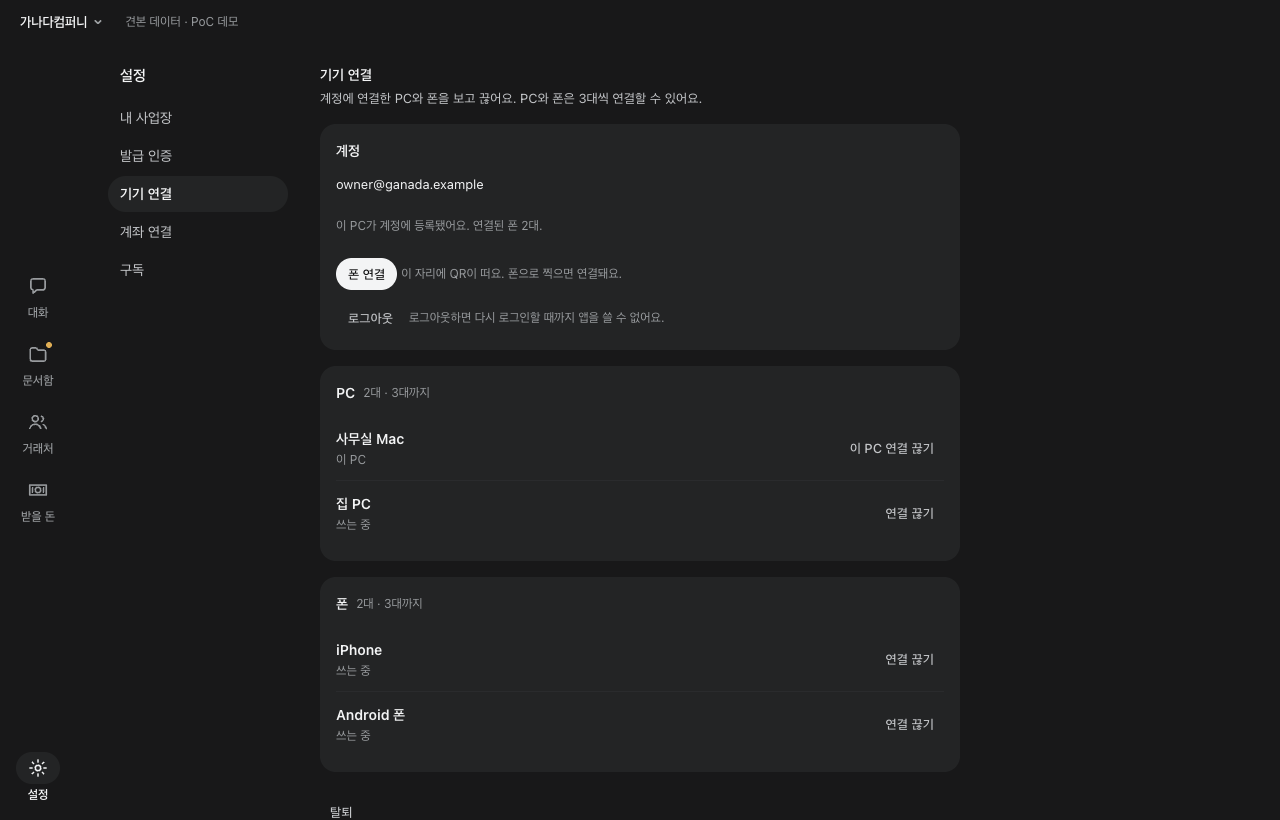 가나다컴퍼니
견본 데이터 · PoC 데모
설정
내 사업장
발급 인증
기기 연결
계좌 연결
구독
대화
문서함
거래처
받을 돈
설정
기기 연결
계정에 연결한 PC와 폰을 보고 끊어요. PC와 폰은 3대씩 연결할 수 있어요.
계정
owner@ganada.example
이 PC가 계정에 등록됐어요. 연결된 폰 2대.
폰 연결 이 자리에 QR이 떠요. 폰으로 찍으면 연결돼요.
로그아웃 로그아웃하면 다시 로그인할 때까지 앱을 쓸 수 없어요.
PC 2대 · 3대까지
사무실 Mac
이 PC
이 PC 연결 끊기
집 PC
쓰는 중
연결 끊기
폰 2대 · 3대까지
iPhone
쓰는 중
연결 끊기
Android 폰
쓰는 중
연결 끊기
탈퇴